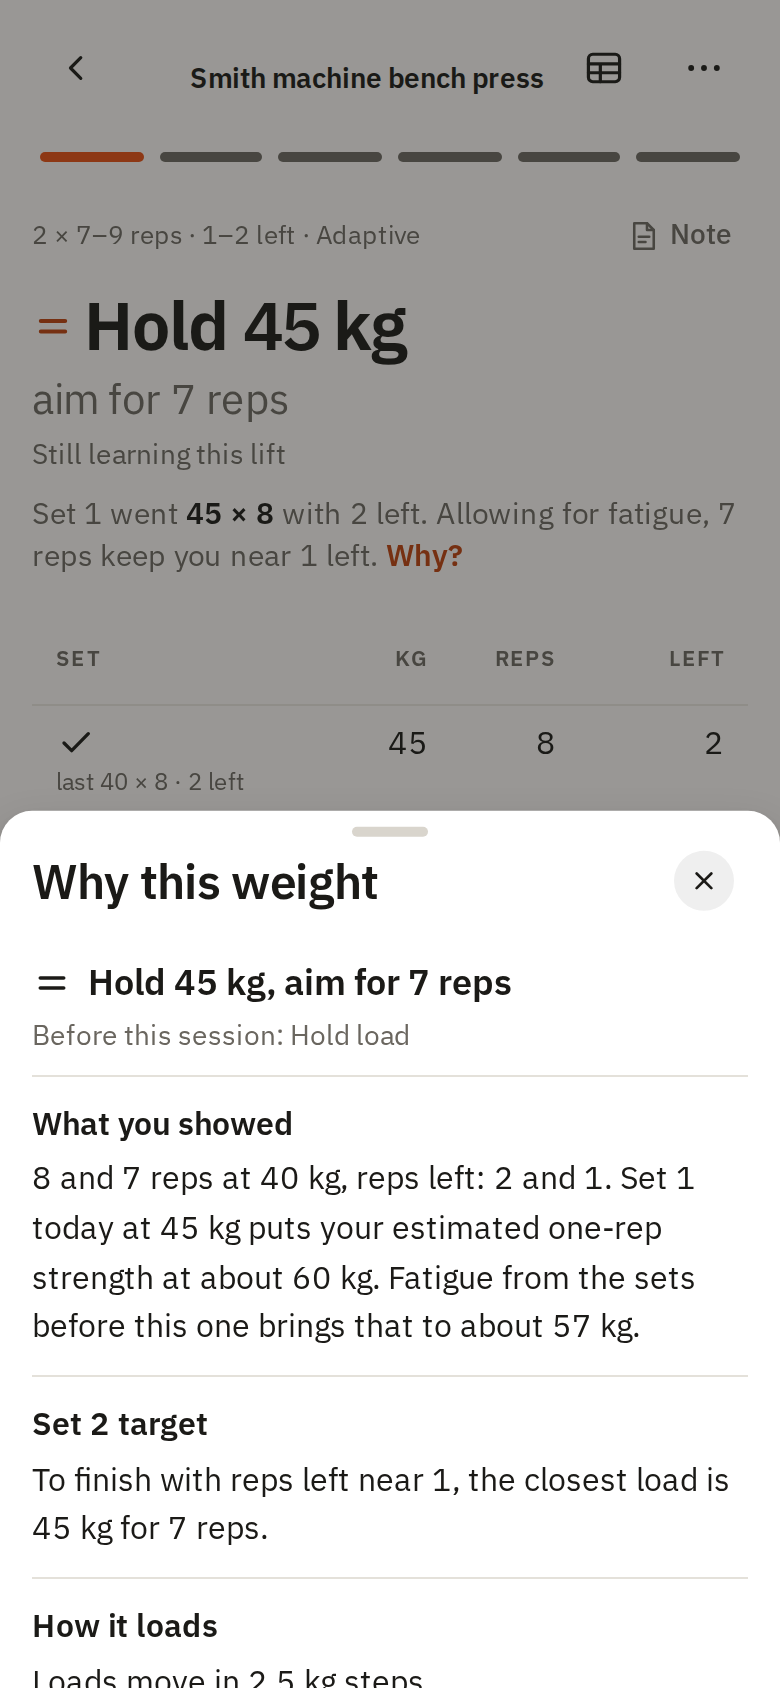 Smith machine bench press
2 × 7–9 reps · 1–2 left · Adaptive
Note
= Hold 45 kg
aim for 7 reps
Still learning this lift
Set 1 went 45 × 8 with 2 left. Allowing for fatigue, 7
reps keep you near 1 left. Why?
SET KG REPS LEFT
45 8 2
last 40 × 8 · 2 left
Why this weight
= Hold 45 kg, aim for 7 reps
Before this session: Hold load
What you showed
8 and 7 reps at 40 kg, reps left: 2 and 1. Set 1
today at 45 kg puts your estimated one-rep
strength at about 60 kg. Fatigue from the sets
before this one brings that to about 57 kg.
Set 2 target
To finish with reps left near 1, the closest load is
45 kg for 7 reps.
How it loads
Loads move in 2.5 kg steps